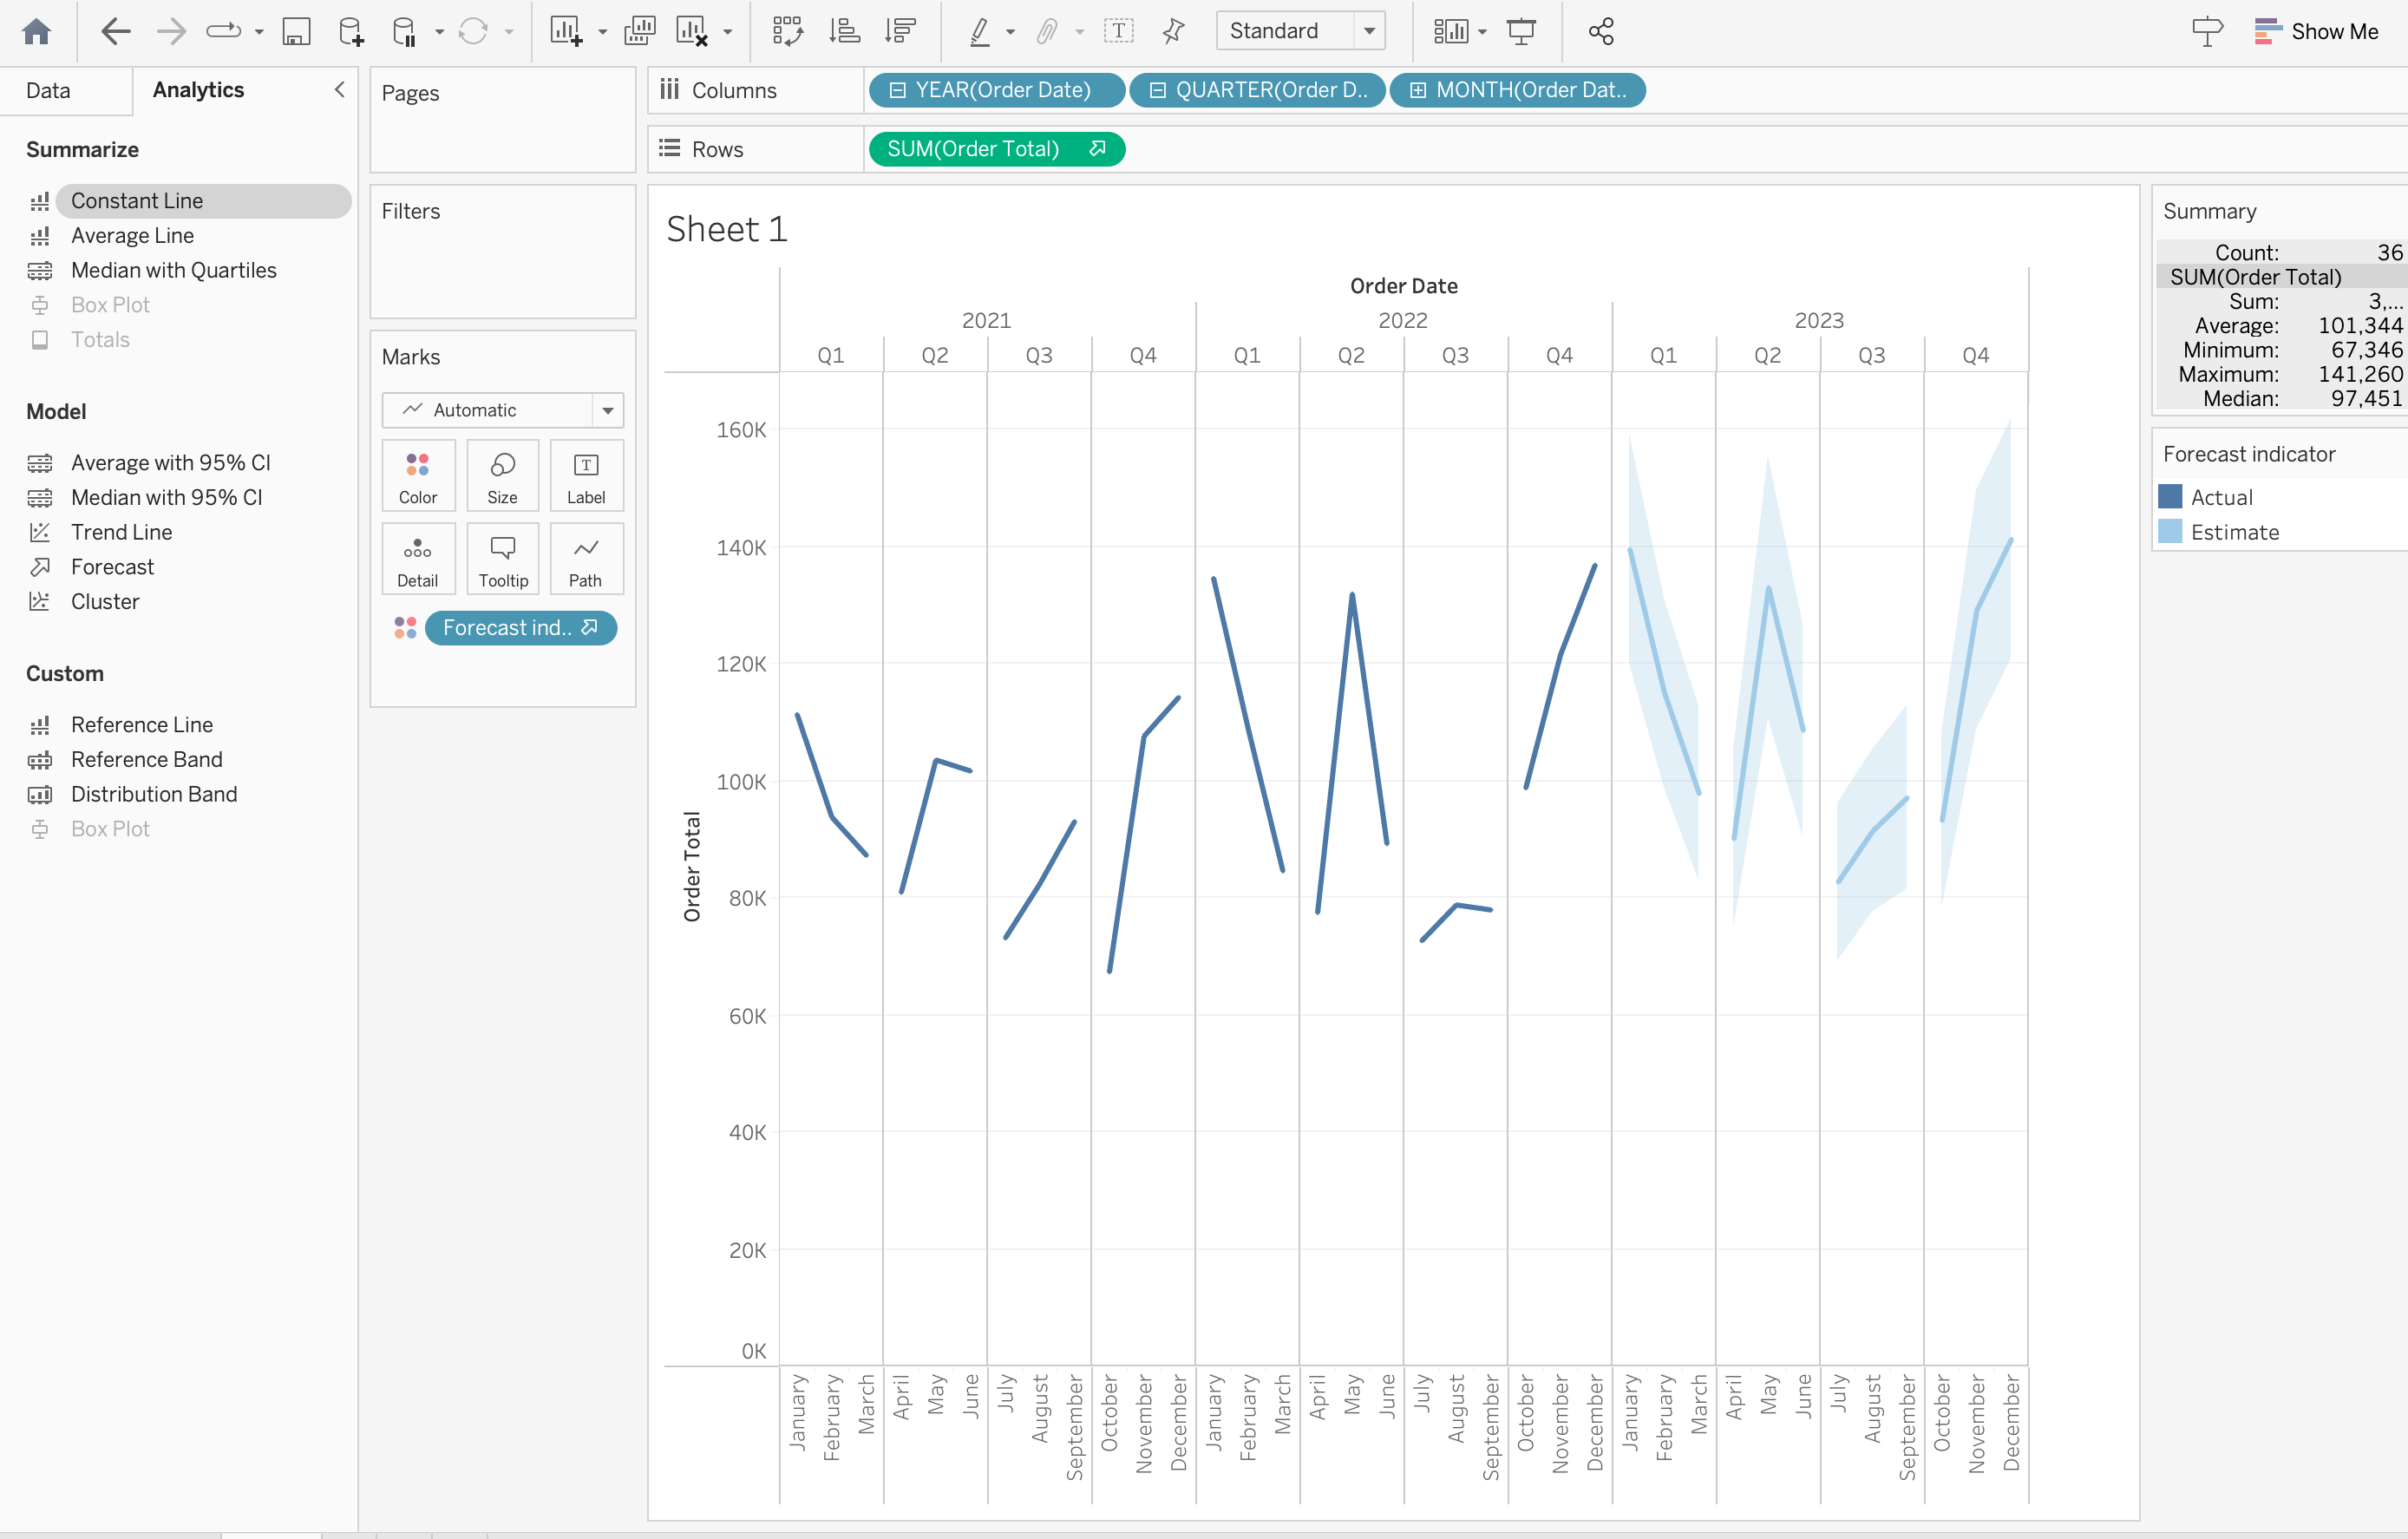 Standard
Show Me
Data
Analytics
Summarize
Constant Line
Average Line
Median with Quartiles
Box Plot
Totals
Model
Average with 95% CI
Median with 95% CI
Trend Line
Forecast
Cluster
Custom
Reference Line
Reference Band
Distribution Band
Box Plot
Pages
Filters
Marks
Automatic
Color Size Label
Detail Tooltip Path
Forecast ind..
Columns YEAR(Order Date) QUARTER(Order D.. MONTH(Order Dat..
Rows SUM(Order Total)
Sheet 1
Order Date
2021 2022 2023
Q1 Q2 Q3 Q4 Q1 Q2 Q3 Q4 Q1 Q2 Q3 Q4
160K
140K
120K
100K
80K
60K
40K
20K
0K
Order Total
January
February
March
April
May
June
July
August
September
October
November
December
January
February
March
April
May
June
July
August
September
October
November
December
January
February
March
April
May
June
July
August
September
October
November
December
Summary
Count: 36
SUM(Order Total)
Sum: 3,...
Average: 101,344
Minimum: 67,346
Maximum: 141,260
Median: 97,451
Forecast indicator
Actual
Estimate